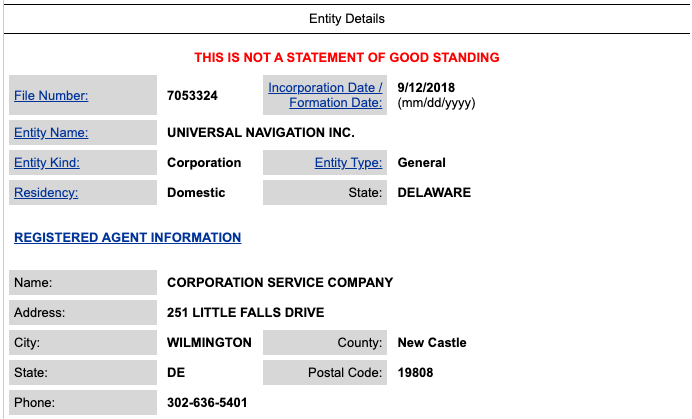 Entity Details
THIS IS NOT A STATEMENT OF GOOD STANDING
File Number: 7053324 Incorporation Date / Formation Date: 9/12/2018 (mm/dd/yyyy)
Entity Name: UNIVERSAL NAVIGATION INC.
Entity Kind: Corporation Entity Type: General
Residency: Domestic State: DELAWARE
REGISTERED AGENT INFORMATION
Name: CORPORATION SERVICE COMPANY
Address: 251 LITTLE FALLS DRIVE
City: WILMINGTON County: New Castle
State: DE Postal Code: 19808
Phone: 302-636-5401